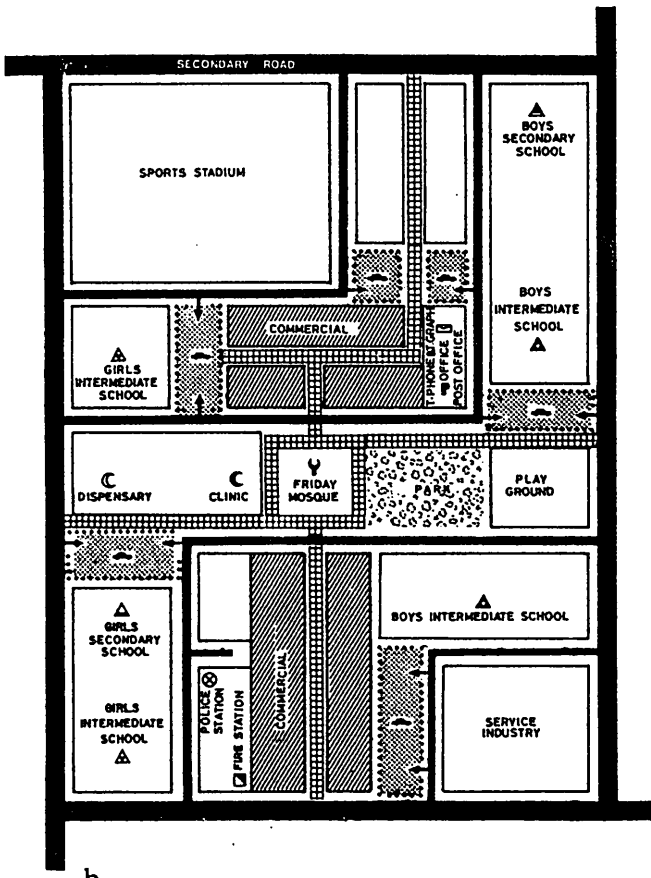 SECONDARY ROAD
SPORTS STADIUM
BOYS
SECONDARY
SCHOOL
BOYS
INTERMEDIATE
SCHOOL
COMMERCIAL
GIRLS
INTERMEDIATE
SCHOOL
T-PHONE & T.GRAPH
OFFICE
POST OFFICE
DISPENSARY
CLINIC
FRIDAY
MOSQUE
PARK
PLAY
GROUND
GIRLS
SECONDARY
SCHOOL
GIRLS
INTERMEDIATE
SCHOOL
POLICE
STATION
FIRE STATION
COMMERCIAL
BOYS INTERMEDIATE SCHOOL
SERVICE
INDUSTRY
h